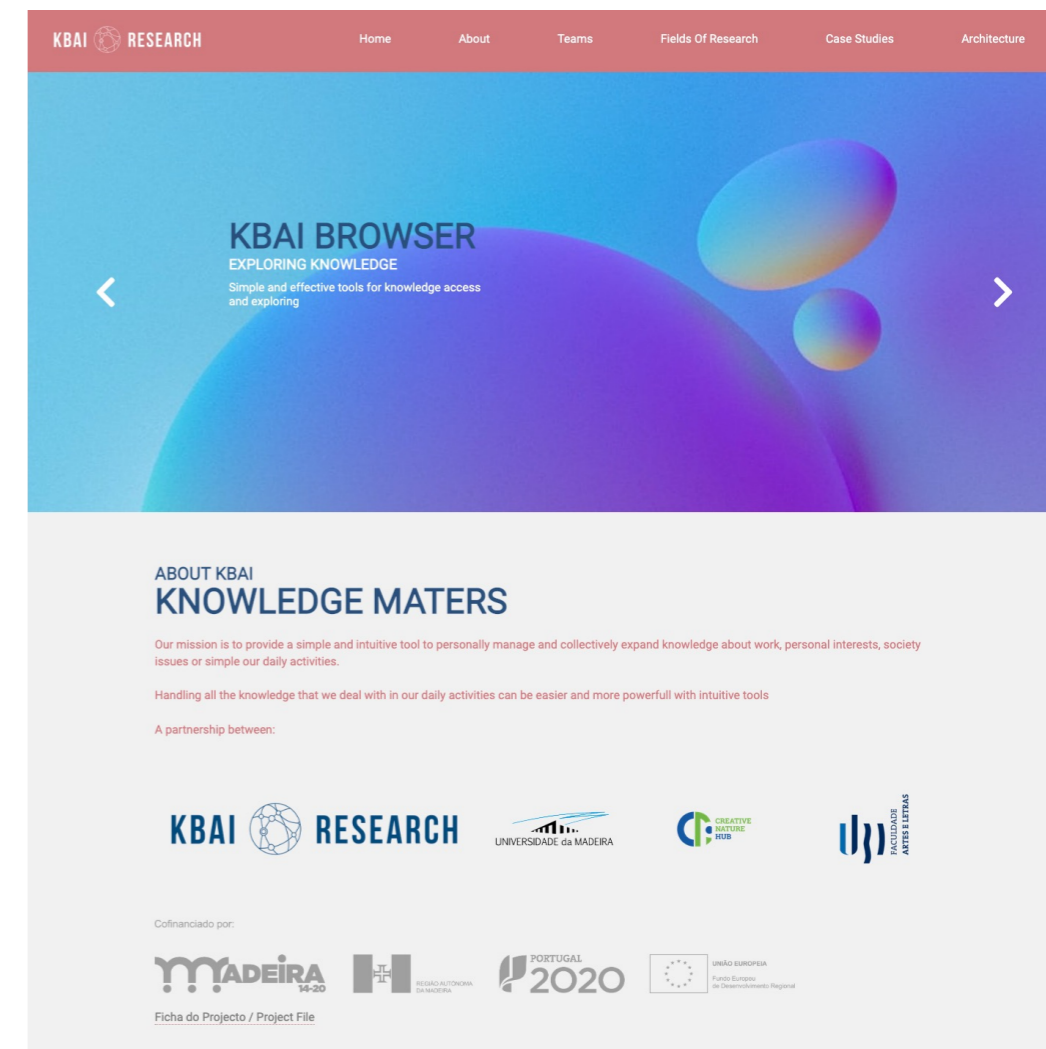 KBAI RESEARCH
Home About Teams Fields Of Research Case Studies Architecture
KBAI BROWSER
EXPLORING KNOWLEDGE
Simple and effective tools for knowledge access
and exploring
ABOUT KBAI
KNOWLEDGE MATERS
Our mission is to provide a simple and intuitive tool to personally manage and collectively expand knowledge about work, personal interests, society
issues or simple our daily activities.
Handling all the knowledge that we deal with in our daily activities can be easier and more powerfull with intuitive tools
A partnership between:
KBAI RESEARCH
UNIVERSIDADE da MADEIRA
CREATIVE
NATURE
HUB
FACULDADE
ARTES E LETRAS
Cofinanciado por:
MADEIRA
14-20
REGIÃO AUTÓNOMA
DA MADEIRA
PORTUGAL
2020
UNIÃO EUROPEIA
Fundo Europeu
de Desenvolvimento Regional
Ficha do Projecto / Project File